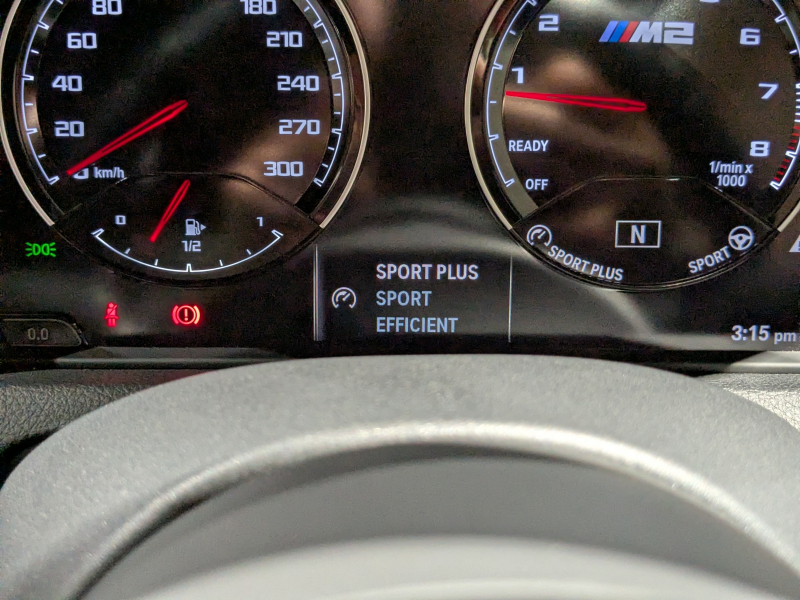 80
60
40
20
0 km/h
180
210
240
270
300
0
1/2
1
1
2
M2
6
7
8
READY
OFF
1/min x
1000
N
SPORT PLUS
SPORT
SPORT PLUS
SPORT
EFFICIENT
0.0
3:15 pm